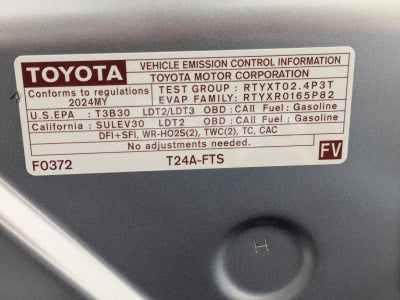 TOYOTA
VEHICLE EMISSION CONTROL INFORMATION
TOYOTA MOTOR CORPORATION
Conforms to regulations
2024MY
TEST GROUP : RTYXT02.4P3T
EVAP FAMILY: RTYXR0165P82
U.S.EPA : T3B30 LDT2/LDT3 OBD : CAII Fuel : Gasoline
California : SULEV30 LDT2 OBD : CAII Fuel : Gasoline
DFI+SFI, WR-HO2S(2), TWC(2), TC, CAC
No adjustments needed.
F0372 T24A-FTS FV
H